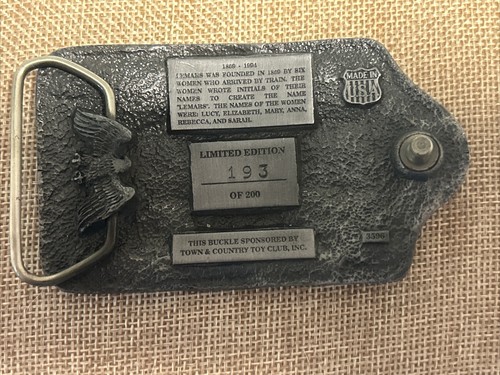 1869 - 1994
LEMARS WAS FOUNDED IN 1869 BY SIX
WOMEN WHO ARRIVED BY TRAIN. THE
WOMEN WROTE INITIALS OF THEIR
NAMES TO CREATE THE NAME
"LEMARS". THE NAMES OF THE WOMEN
WERE: LUCY, ELIZABETH, MARY, ANNA,
REBECCA, AND SARAH.
MADE IN
USA
LIMITED EDITION
193
OF 200
THIS BUCKLE SPONSORED BY
TOWN & COUNTRY TOY CLUB, INC.
3396